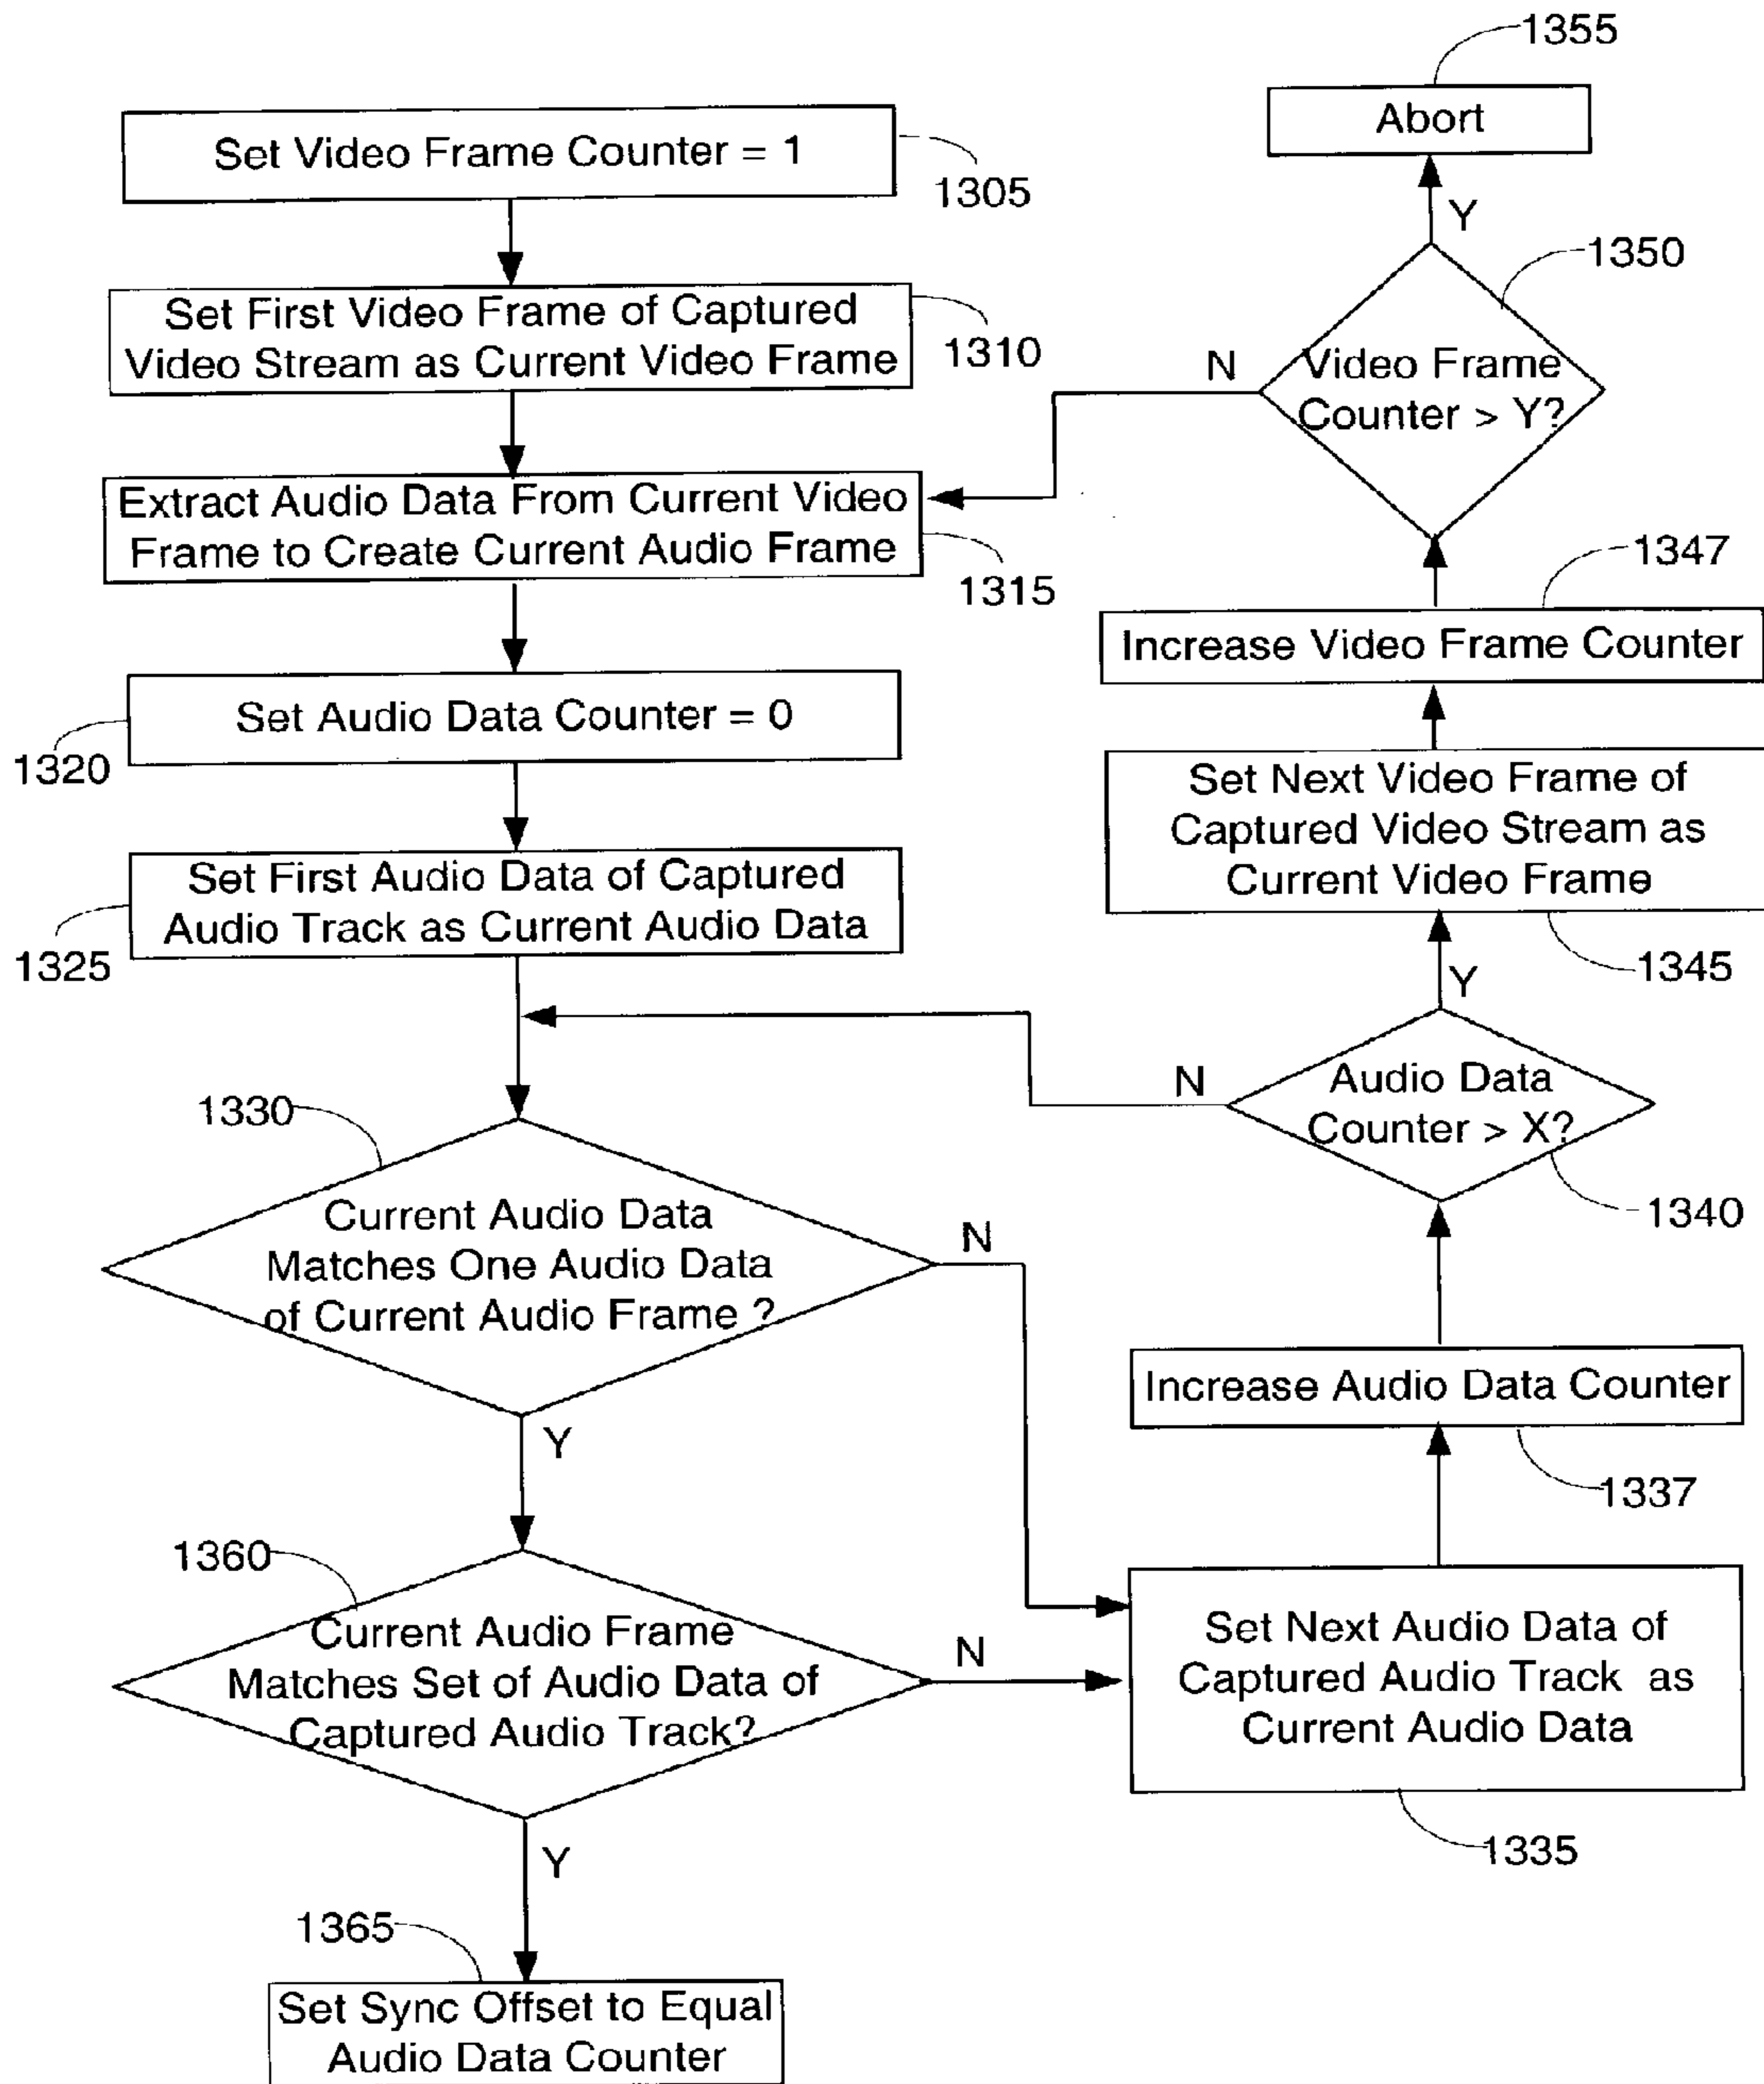 Set Video Frame Counter = 1
1305
Set First Video Frame of Captured
Video Stream as Current Video Frame
1310
Extract Audio Data From Current Video
Frame to Create Current Audio Frame
1315
Set Audio Data Counter = 0
1320
Set First Audio Data of Captured
Audio Track as Current Audio Data
1325
1330
Current Audio Data
Matches One Audio Data
of Current Audio Frame ?
N
Y
1360
Current Audio Frame
Matches Set of Audio Data of
Captured Audio Track?
N
Y
1365
Set Sync Offset to Equal
Audio Data Counter
1355
Abort
Y
1350
Video Frame
Counter > Y?
N
1347
Increase Video Frame Counter
Set Next Video Frame of
Captured Video Stream as
Current Video Frame
1345
Y
Audio Data
Counter > X?
N
1340
Increase Audio Data Counter
1337
Set Next Audio Data of
Captured Audio Track as
Current Audio Data
1335